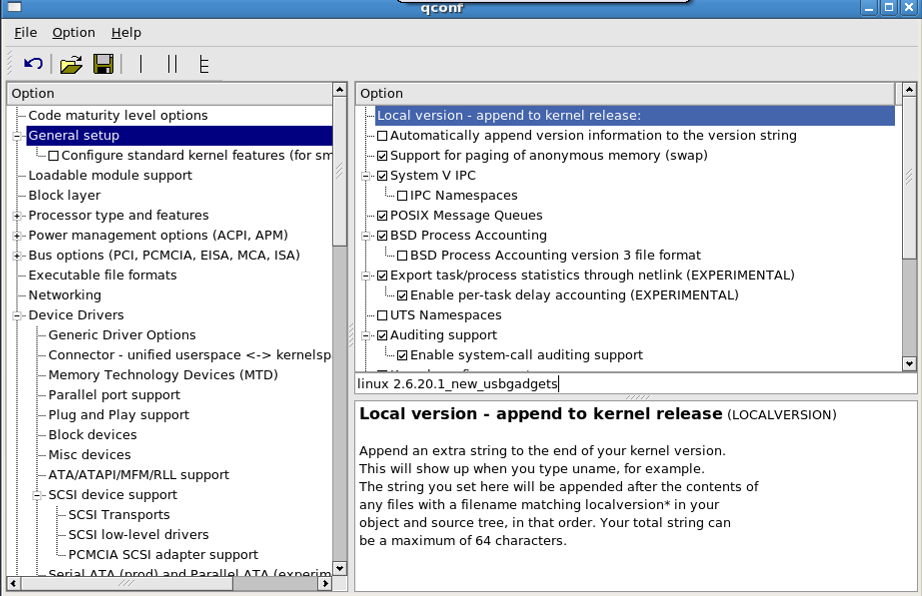 qconf
File Option Help
Option
Code maturity level options
General setup
Configure standard kernel features (for sm
Loadable module support
Block layer
Processor type and features
Power management options (ACPI, APM)
Bus options (PCI, PCMCIA, EISA, MCA, ISA)
Executable file formats
Networking
Device Drivers
Generic Driver Options
Connector - unified userspace <-> kernelsp
Memory Technology Devices (MTD)
Parallel port support
Plug and Play support
Block devices
Misc devices
ATA/ATAPI/MFM/RLL support
SCSI device support
SCSI Transports
SCSI low-level drivers
PCMCIA SCSI adapter support
Serial ATA (prod) and Parallel ATA (experim
Option
Local version - append to kernel release:
Automatically append version information to the version string
Support for paging of anonymous memory (swap)
System V IPC
IPC Namespaces
POSIX Message Queues
BSD Process Accounting
BSD Process Accounting version 3 file format
Export task/process statistics through netlink (EXPERIMENTAL)
Enable per-task delay accounting (EXPERIMENTAL)
UTS Namespaces
Auditing support
Enable system-call auditing support
linux 2.6.20.1_new_usbgadgets
Local version - append to kernel release (LOCALVERSION)
Append an extra string to the end of your kernel version.
This will show up when you type uname, for example.
The string you set here will be appended after the contents of
any files with a filename matching localversion* in your
object and source tree, in that order. Your total string can
be a maximum of 64 characters.